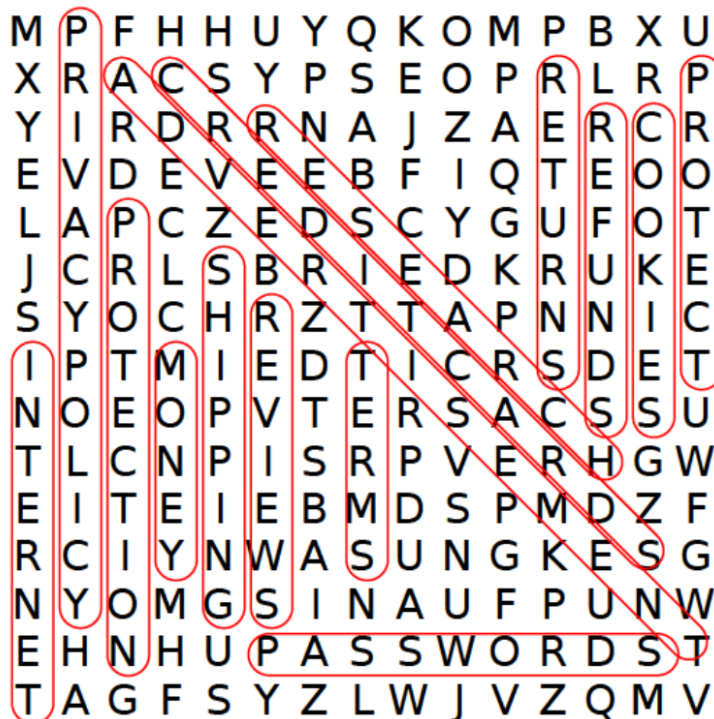 M P F H H U Y Q K O M P B X U
X R A C S Y P S E O P R L R P
Y I R D R R N A J Z A E R C R
E V D E V E E B F I Q T E O O
L A P C Z E D S C Y G U F O T
J C R L S B R I E D K R U K E
S Y O C H R Z T T A P N N I C
I P T M I E D T I C R S D E T
N O E O P V T E R S A C S S U
T L C N P I S R P V E R H G W
E I T E I E B M D S P M D Z F
R C I Y N W A S U N G K E S G
N Y O M G S I N A U F P U N W
E H N H U P A S S W O R D S T
T A G F S Y Z L W J V Z Q M V